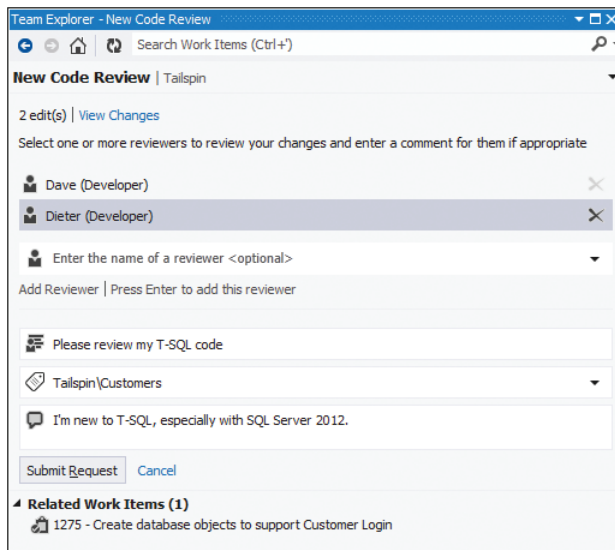 Team Explorer - New Code Review
Search Work Items (Ctrl+')
New Code Review | Tailspin
2 edit(s) | View Changes
Select one or more reviewers to review your changes and enter a comment for them if appropriate
Dave (Developer)
Dieter (Developer)
Enter the name of a reviewer <optional>
Add Reviewer | Press Enter to add this reviewer
Please review my T-SQL code
Tailspin\Customers
I'm new to T-SQL, especially with SQL Server 2012.
Submit Request Cancel
Related Work Items (1)
1275 - Create database objects to support Customer Login